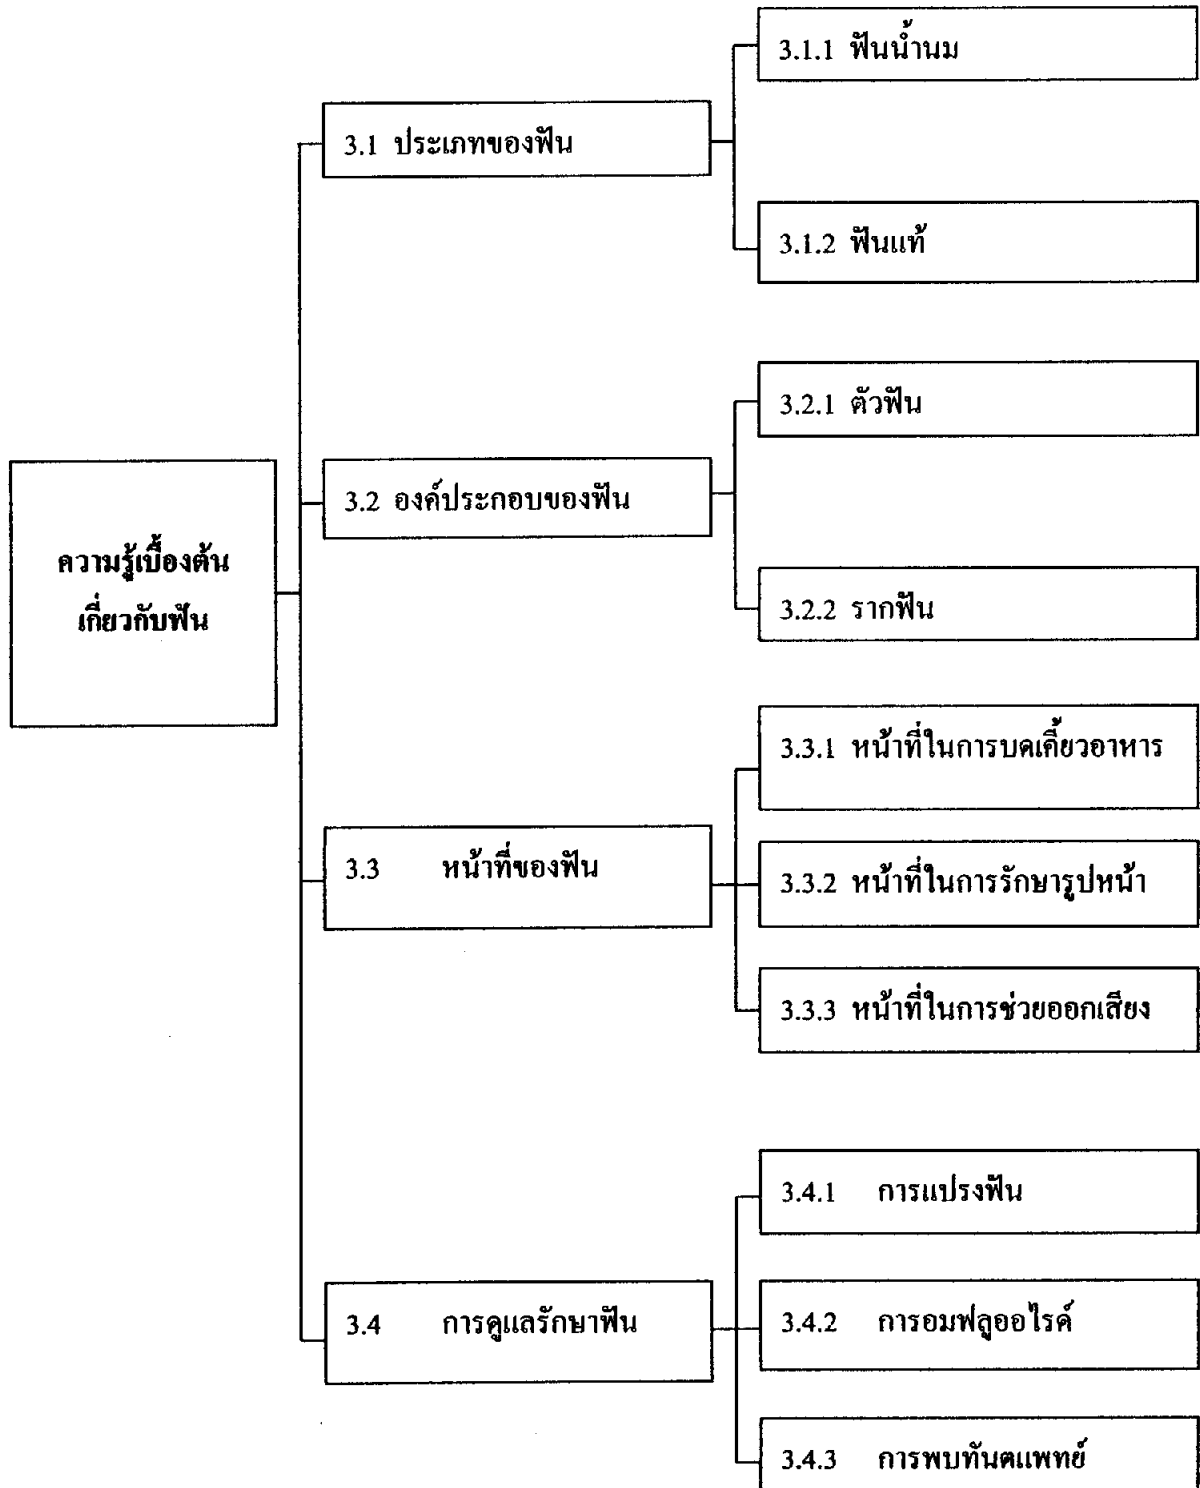 ความรู้เบื้องต้น
เกี่ยวกับฟัน
3.1 ประเภทของฟัน
3.1.1 ฟันน้ำนม
3.1.2 ฟันแท้
3.2 องค์ประกอบของฟัน
3.2.1 ตัวฟัน
3.2.2 รากฟัน
3.3 หน้าที่ของฟัน
3.3.1 หน้าที่ในการบดเคี้ยวอาหาร
3.3.2 หน้าที่ในการรักษารูปหน้า
3.3.3 หน้าที่ในการช่วยออกเสียง
3.4 การดูแลรักษาฟัน
3.4.1 การแปรงฟัน
3.4.2 การอมฟลูออไรด์
3.4.3 การพบทันตแพทย์